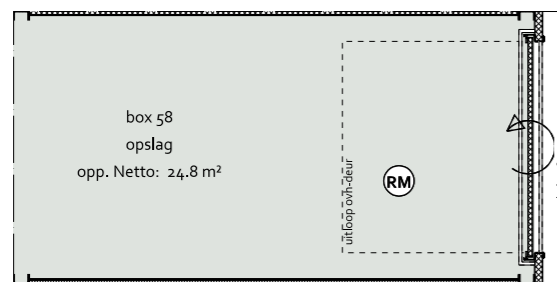 box 58
opslag
opp. Netto: 24.8 m²
uitloop ovh-deur
RM